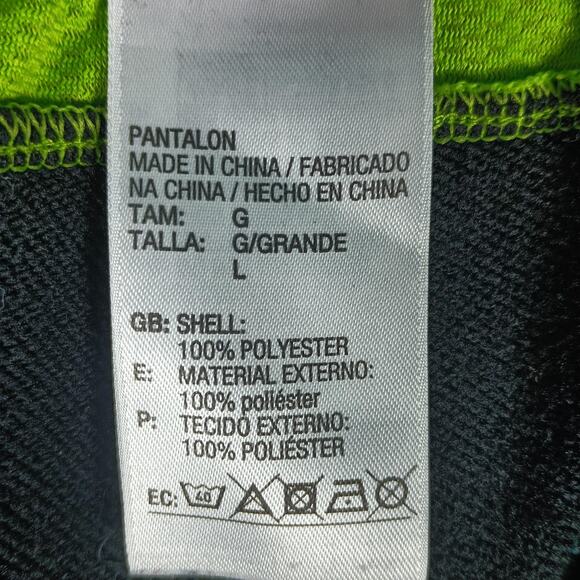 PANTALON
MADE IN CHINA / FABRICADO
NA CHINA / HECHO EN CHINA
TAM: G
TALLA: G/GRANDE
L
GB: SHELL:
100% POLYESTER
E: MATERIAL EXTERNO:
100% poliéster
P: TECIDO EXTERNO:
100% POLIÉSTER
EC: 40